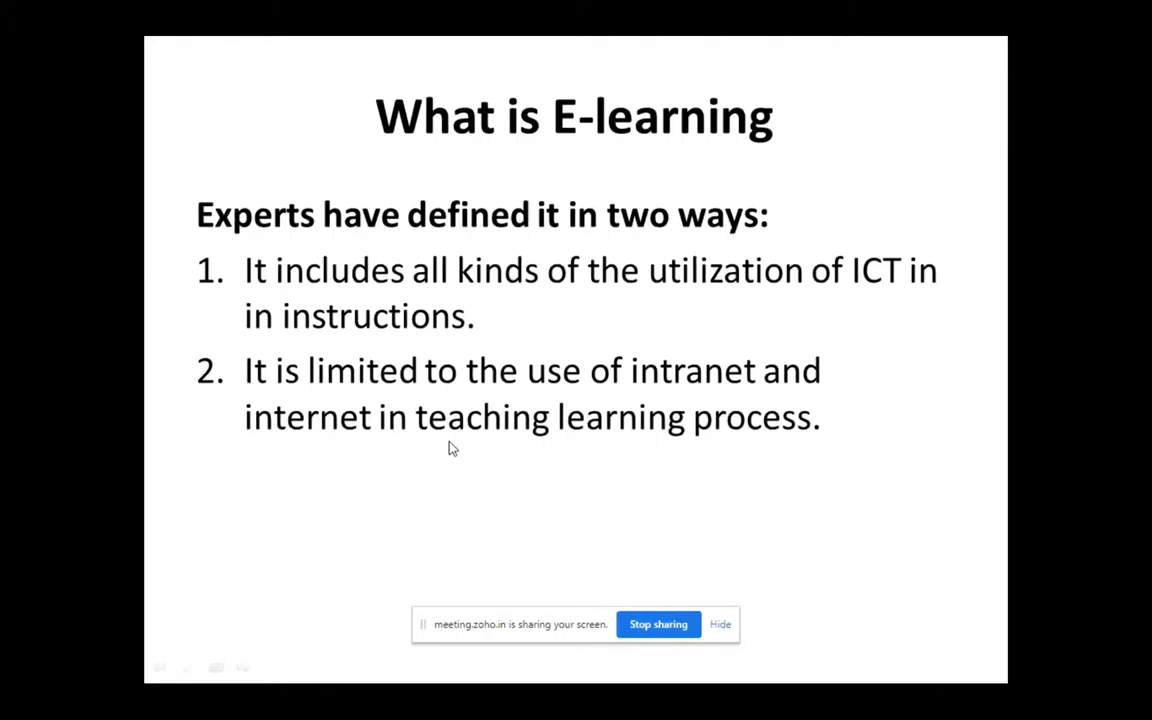 What is E-learning
Experts have defined it in two ways:
1. It includes all kinds of the utilization of ICT in
in instructions.
2. It is limited to the use of intranet and
internet in teaching learning process.
meeting.zoho.in is sharing your screen. Stop sharing Hide